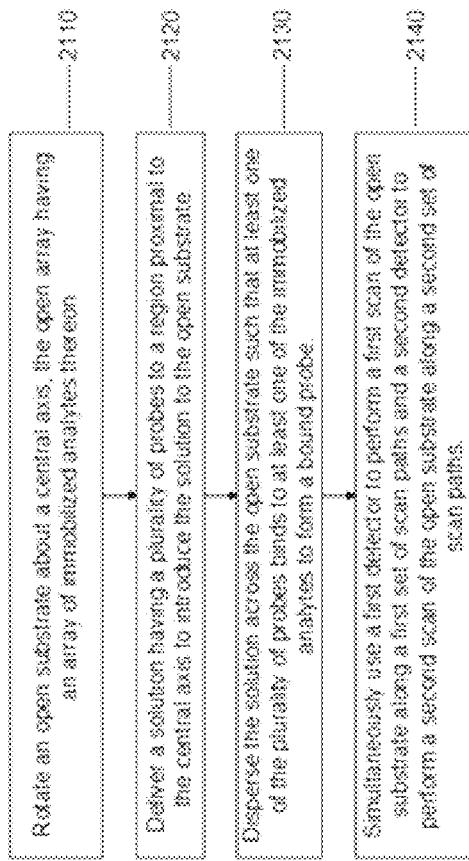 Rotate an open substrate about a central axis, the open array having
an array of immobilized analytes thereon
2110
Deliver a solution having a plurality of probes to a region proximal to
the central axis to introduce the solution to the open substrate.
2120
Disperse the solution across the open substrate such that at least one
of the plurality of probes binds to at least one of the immobilized
analytes to form a bound probe.
2130
Simultaneously use a first detector to perform a first scan of the open
substrate along a first set of scan paths and a second detector to
perform a second scan of the open substrate along a second set of
scan paths.
2140